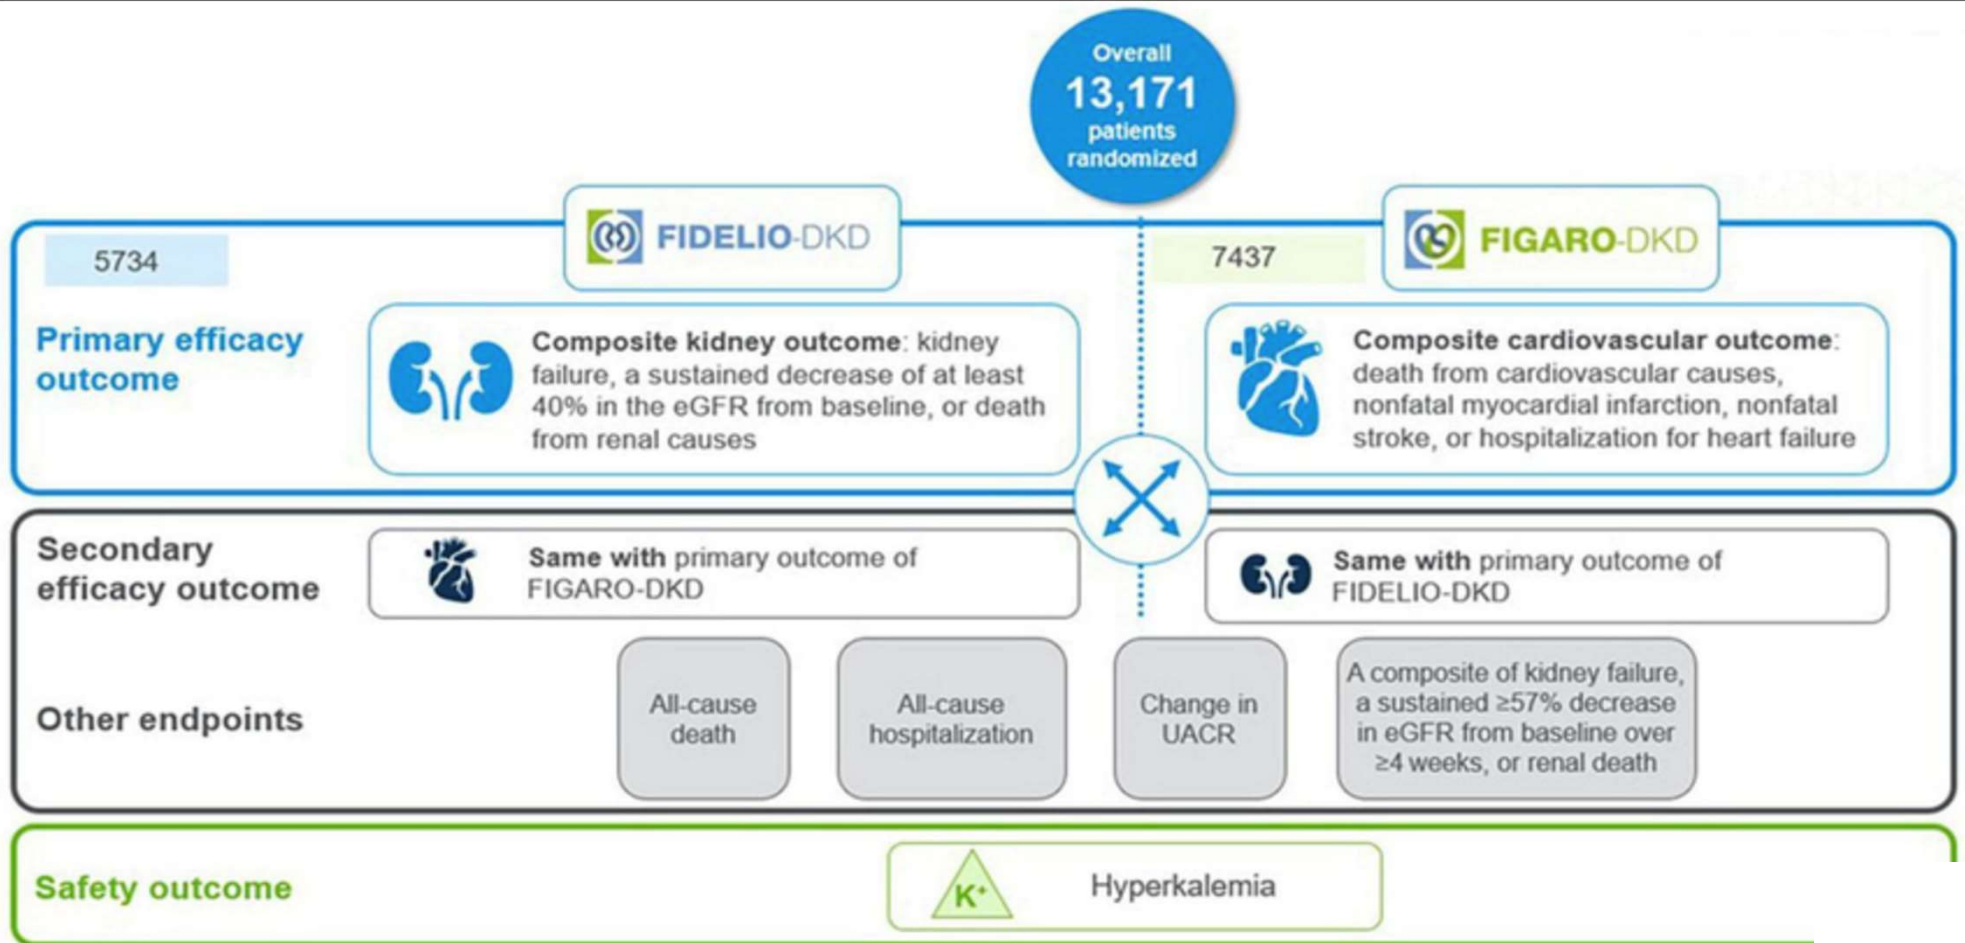 Overall
13,171
patients
randomized
5734
FIDELIO-DKD
7437
FIGARO-DKD
Primary efficacy
outcome
Composite kidney outcome: kidney
failure, a sustained decrease of at least
40% in the eGFR from baseline, or death
from renal causes
Composite cardiovascular outcome:
death from cardiovascular causes,
nonfatal myocardial infarction, nonfatal
stroke, or hospitalization for heart failure
Secondary
efficacy outcome
Same with primary outcome of
FIGARO-DKD
Same with primary outcome of
FIDELIO-DKD
Other endpoints
All-cause
death
All-cause
hospitalization
Change in
UACR
A composite of kidney failure,
a sustained ≥57% decrease
in eGFR from baseline over
≥4 weeks, or renal death
Safety outcome
K⁺
Hyperkalemia